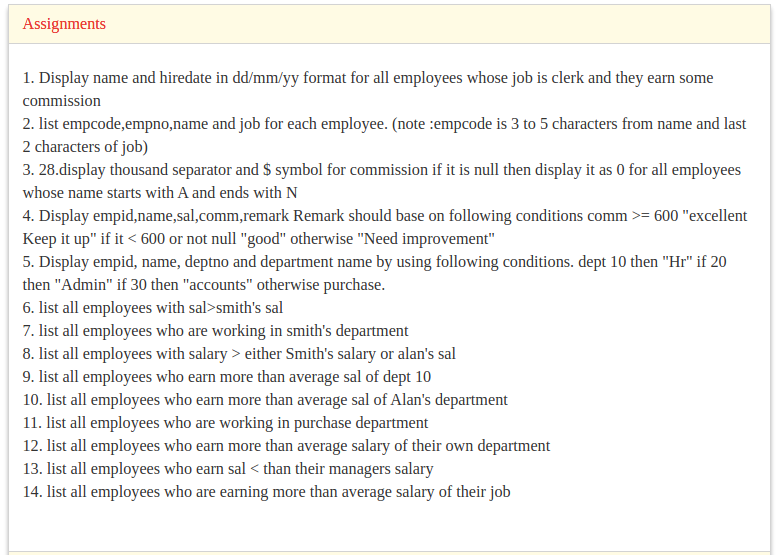 Assignments
1. Display name and hiredate in dd/mm/yy format for all employees whose job is clerk and they earn some
commission
2. list empcode,empno,name and job for each employee. (note :empcode is 3 to 5 characters from name and last
2 characters of job)
3. 28.display thousand separator and $ symbol for commission if it is null then display it as 0 for all employees
whose name starts with A and ends with N
4. Display empid,name,sal,comm,remark Remark should base on following conditions comm >= 600 "excellent
Keep it up" if it < 600 or not null "good" otherwise "Need improvement"
5. Display empid, name, deptno and department name by using following conditions. dept 10 then "Hr" if 20
then "Admin" if 30 then "accounts" otherwise purchase.
6. list all employees with sal>smith's sal
7. list all employees who are working in smith's department
8. list all employees with salary > either Smith's salary or alan's sal
9. list all employees who earn more than average sal of dept 10
10. list all employees who earn more than average sal of Alan's department
11. list all employees who are working in purchase department
12. list all employees who earn more than average salary of their own department
13. list all employees who earn sal < than their managers salary
14. list all employees who are earning more than average salary of their job